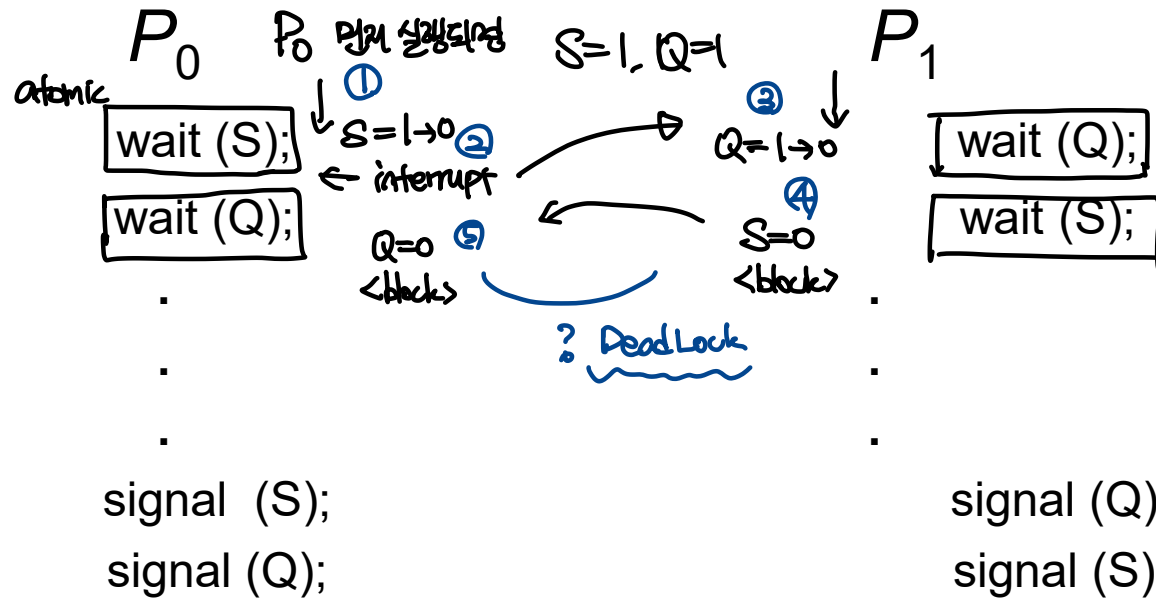 P0 P0 먼저 실행되면 S=1, Q=1 P1
atomic ① ③
wait (S); S=1→0 ② Q=1→0 wait (Q);
← interrupt ④
wait (Q); Q=0 ⑤ S=0 wait (S);
<block> <block>
. .
? DeadLock
. .
. .
signal (S); signal (Q)
signal (Q); signal (S)